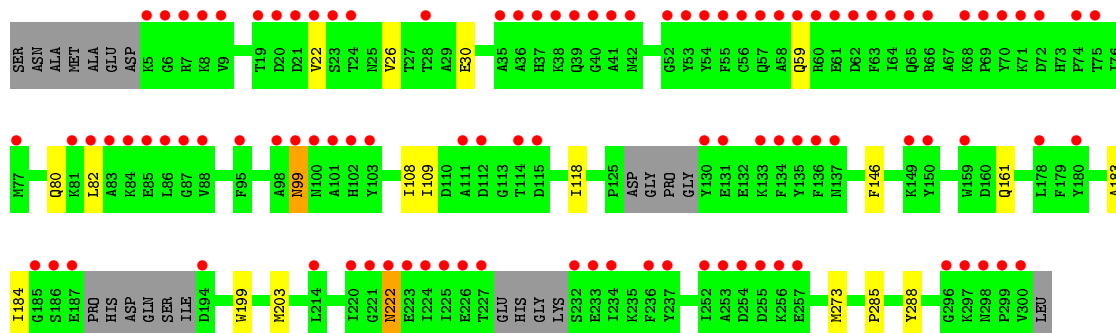 SER ASN ALA MET ALA GLU ASP K5 G6 R7 K8 V9 T19 D20 D21 V22 S23 T24 N25 V26 T27 T28 A29 E30 A35 A36 H37 K38 Q39 G40 A41 N42 G52 Y53 Y54 F55 C56 Q57 A58 Q59 R60 E61 D62 F63 I64 Q65 R66 A67 K68 P69 Y70 K71 D72 H73 P74 T75 I76
M77 Q80 K81 L82 A83 K84 E85 L86 G87 V88 F95 A98 N99 N100 A101 H102 Y103 I108 I109 D110 A111 D112 G113 T114 D115 I118 P125 ASP GLY PRO GLY Y130 E131 E132 K133 S134 Y135 F136 N137 F146 K149 Y150 W159 D160 Q161 L178 F179 Y180 A183
I184 G185 S186 E187 PRO HIS ASP GLN SER ILE D194 W199 M203 L214 I220 G221 N222 E223 I224 I225 E226 T227 GLU HIS GLY LYS S232 E233 I234 K235 F236 Y237 I252 A253 D254 D255 K256 E257 M273 P285 Y288 G296 K297 N298 P299 V300 LEU